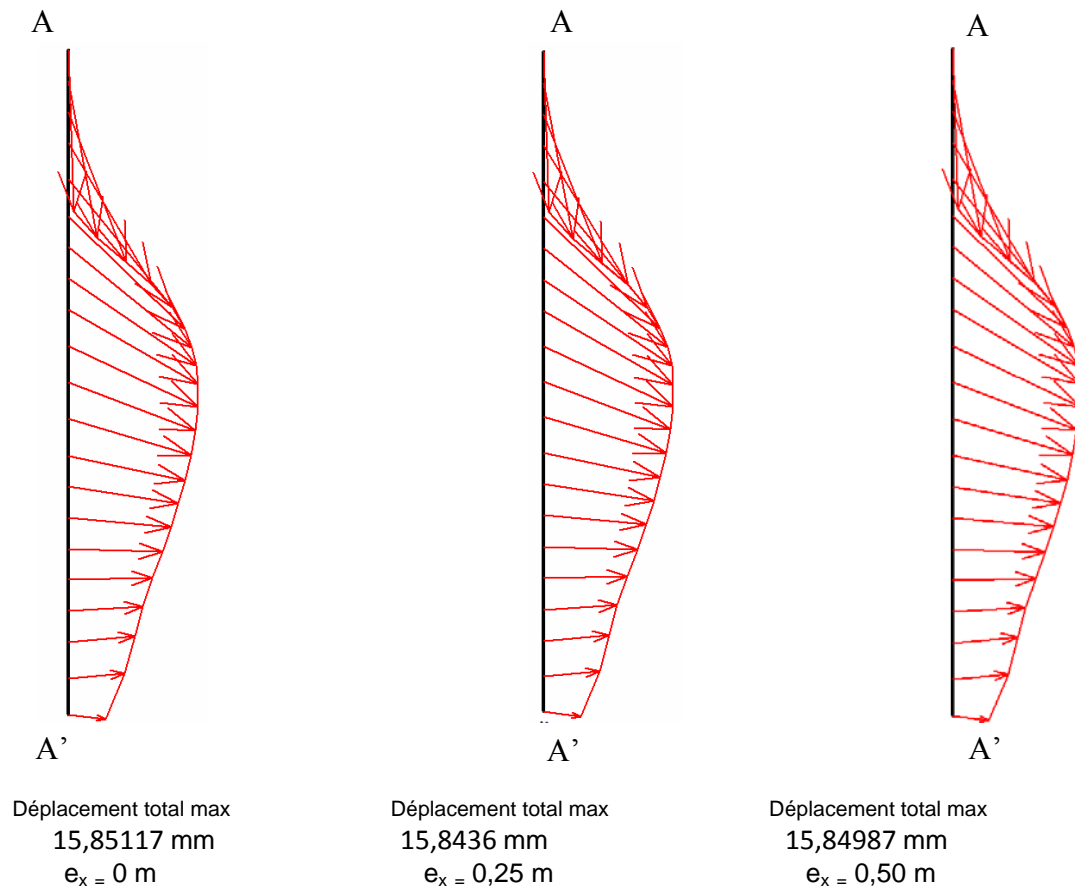 A
A
A
A’
A’
A’
Déplacement total max
15,85117 mm
ex = 0 m
Déplacement total max
15,8436 mm
ex = 0,25 m
Déplacement total max
15,84987 mm
ex = 0,50 m